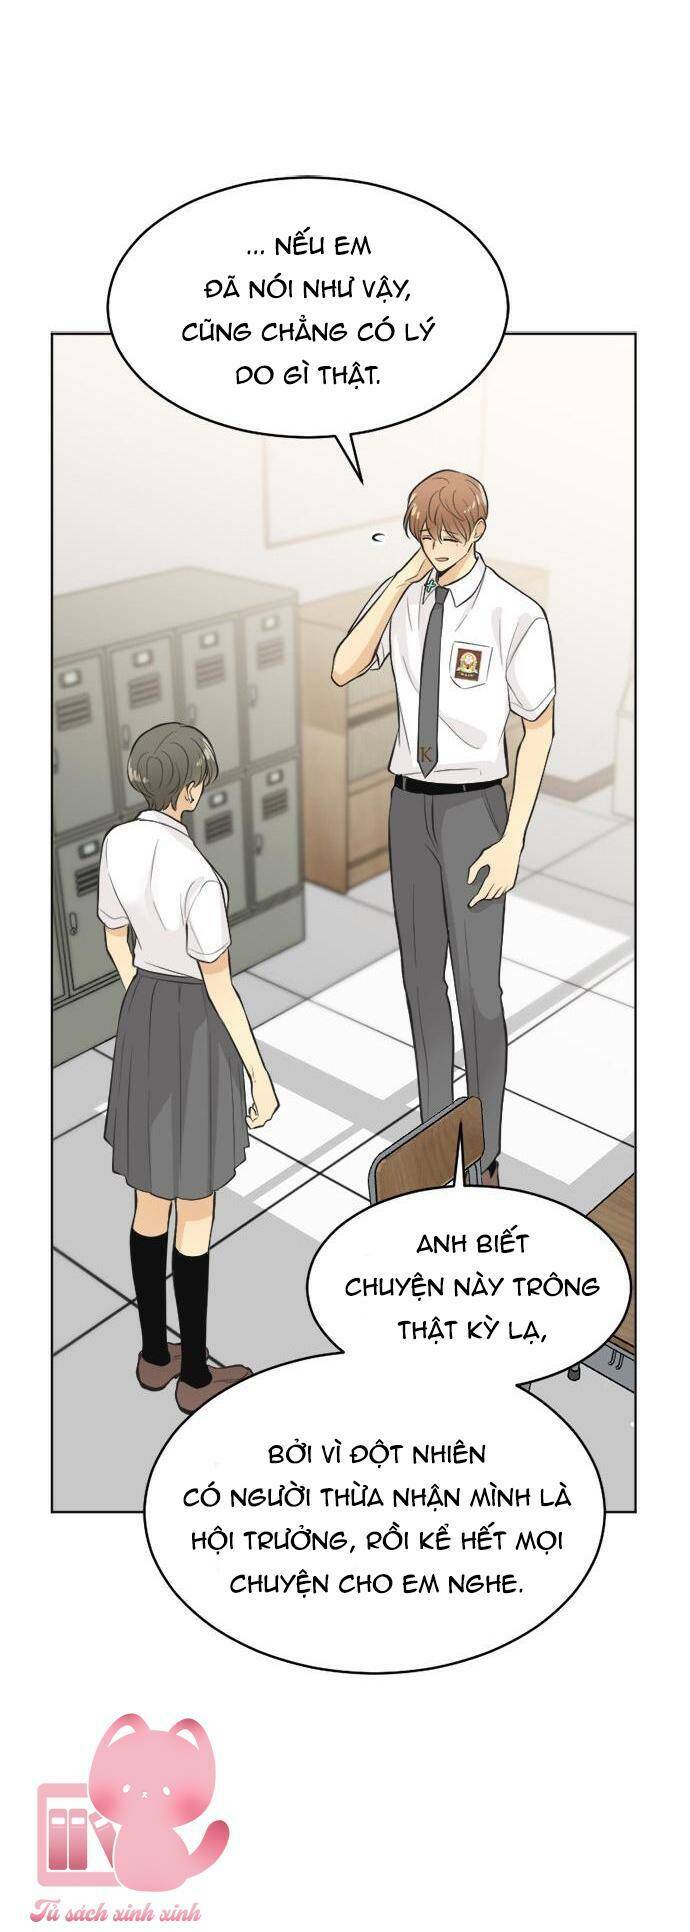 ... NẾU EM
ĐÃ NÓI NHƯ VẬY,
CŨNG CHẲNG CÓ LÝ
DO GÌ THẬT.
K
ANH BIẾT
CHUYỆN NÀY TRÔNG
THẬT KỲ LẠ,
BỞI VÌ ĐỘT NHIÊN
CÓ NGƯỜI THỪA NHẬN MÌNH LÀ
HỘI TRƯỞNG, RỒI KỂ HẾT MỌI
CHUYỆN CHO EM NGHE.
Tủ sách xinh xinh